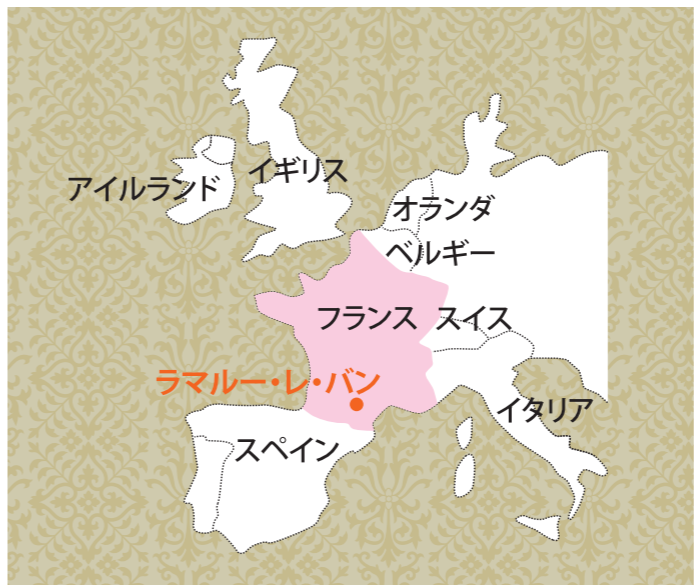 アイルランド
イギリス
オランダ
ベルギー
フランス
スイス
ラマルー・レ・バン
イタリア
スペイン